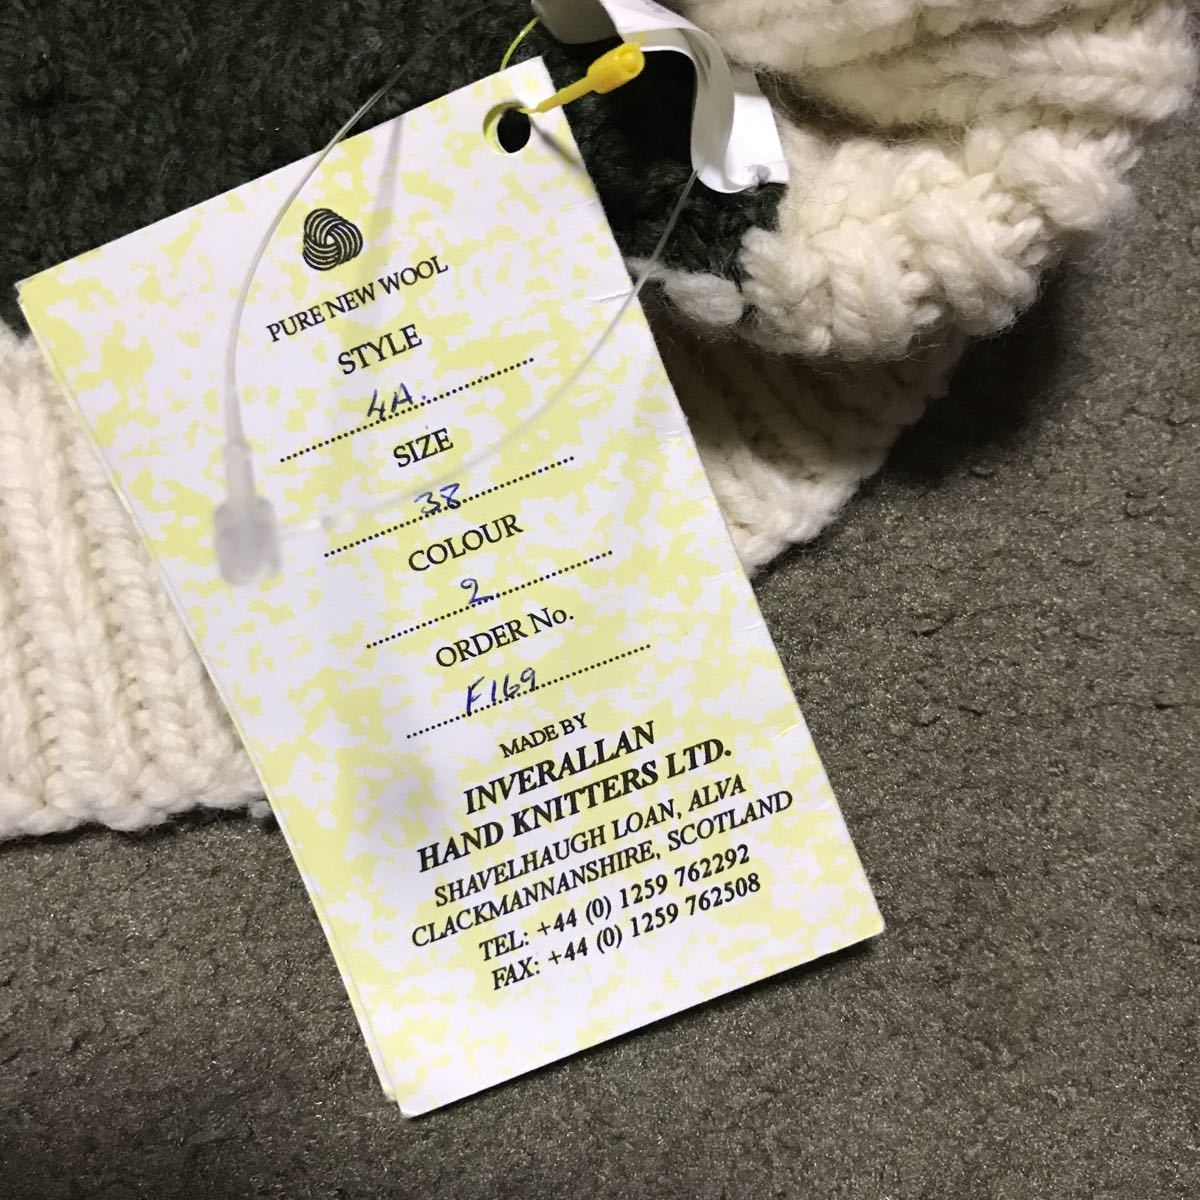 PURE NEW WOOL
STYLE
4A.
SIZE
38
COLOUR
2
ORDER No.
F169
MADE BY
INVERALLAN
HAND KNITTERS LTD.
SHAVELHAUGH LOAN, ALVA
CLACKMANNANSHIRE, SCOTLAND
TEL: +44 (0) 1259 762292
FAX: +44 (0) 1259 762508